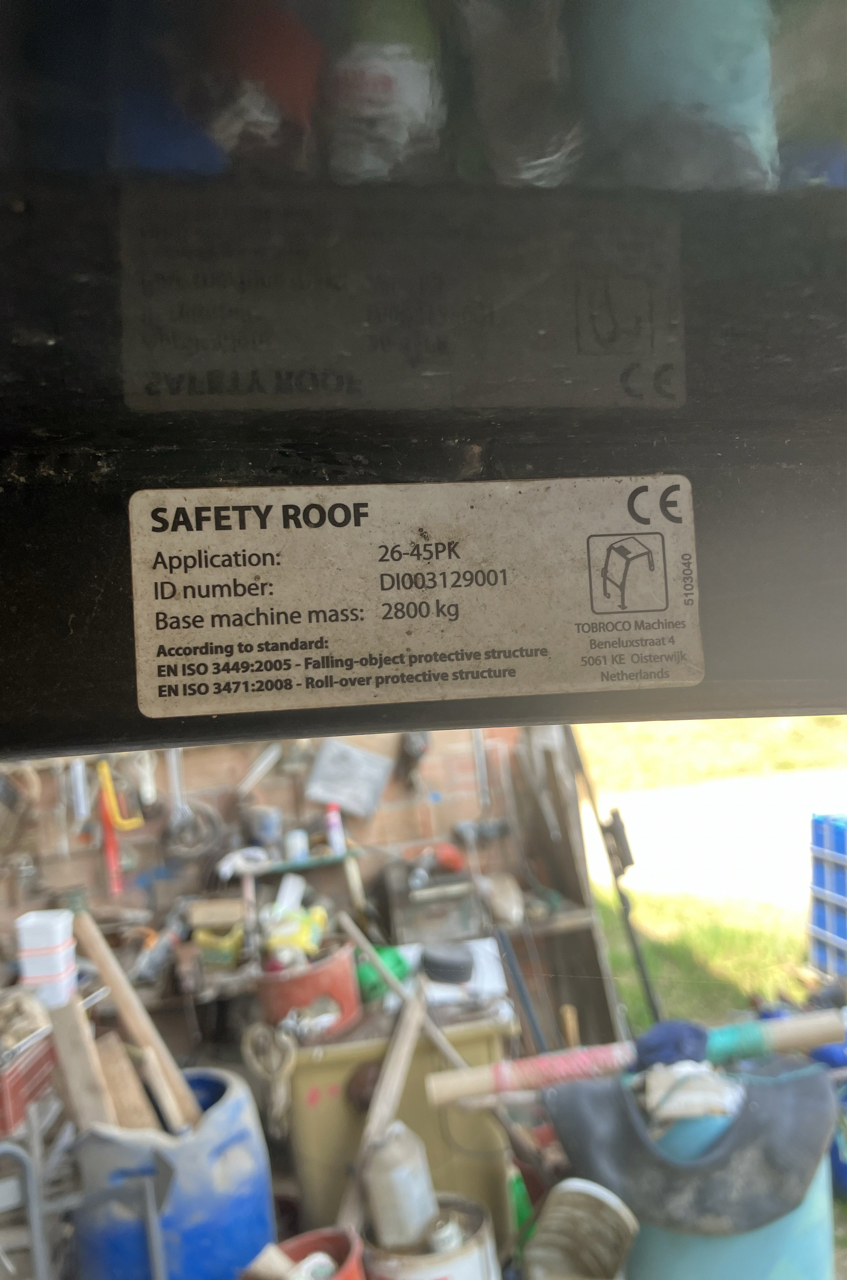 SAFETY ROOF
CE
Application: 26-45PK
ID number: DI003129001
Base machine mass: 2800 kg
According to standard:
EN ISO 3449:2005 - Falling-object protective structure
EN ISO 3471:2008 - Roll-over protective structure
5103040
TOBROCO Machines
Beneluxstraat 4
5061 KE Oisterwijk
Netherlands